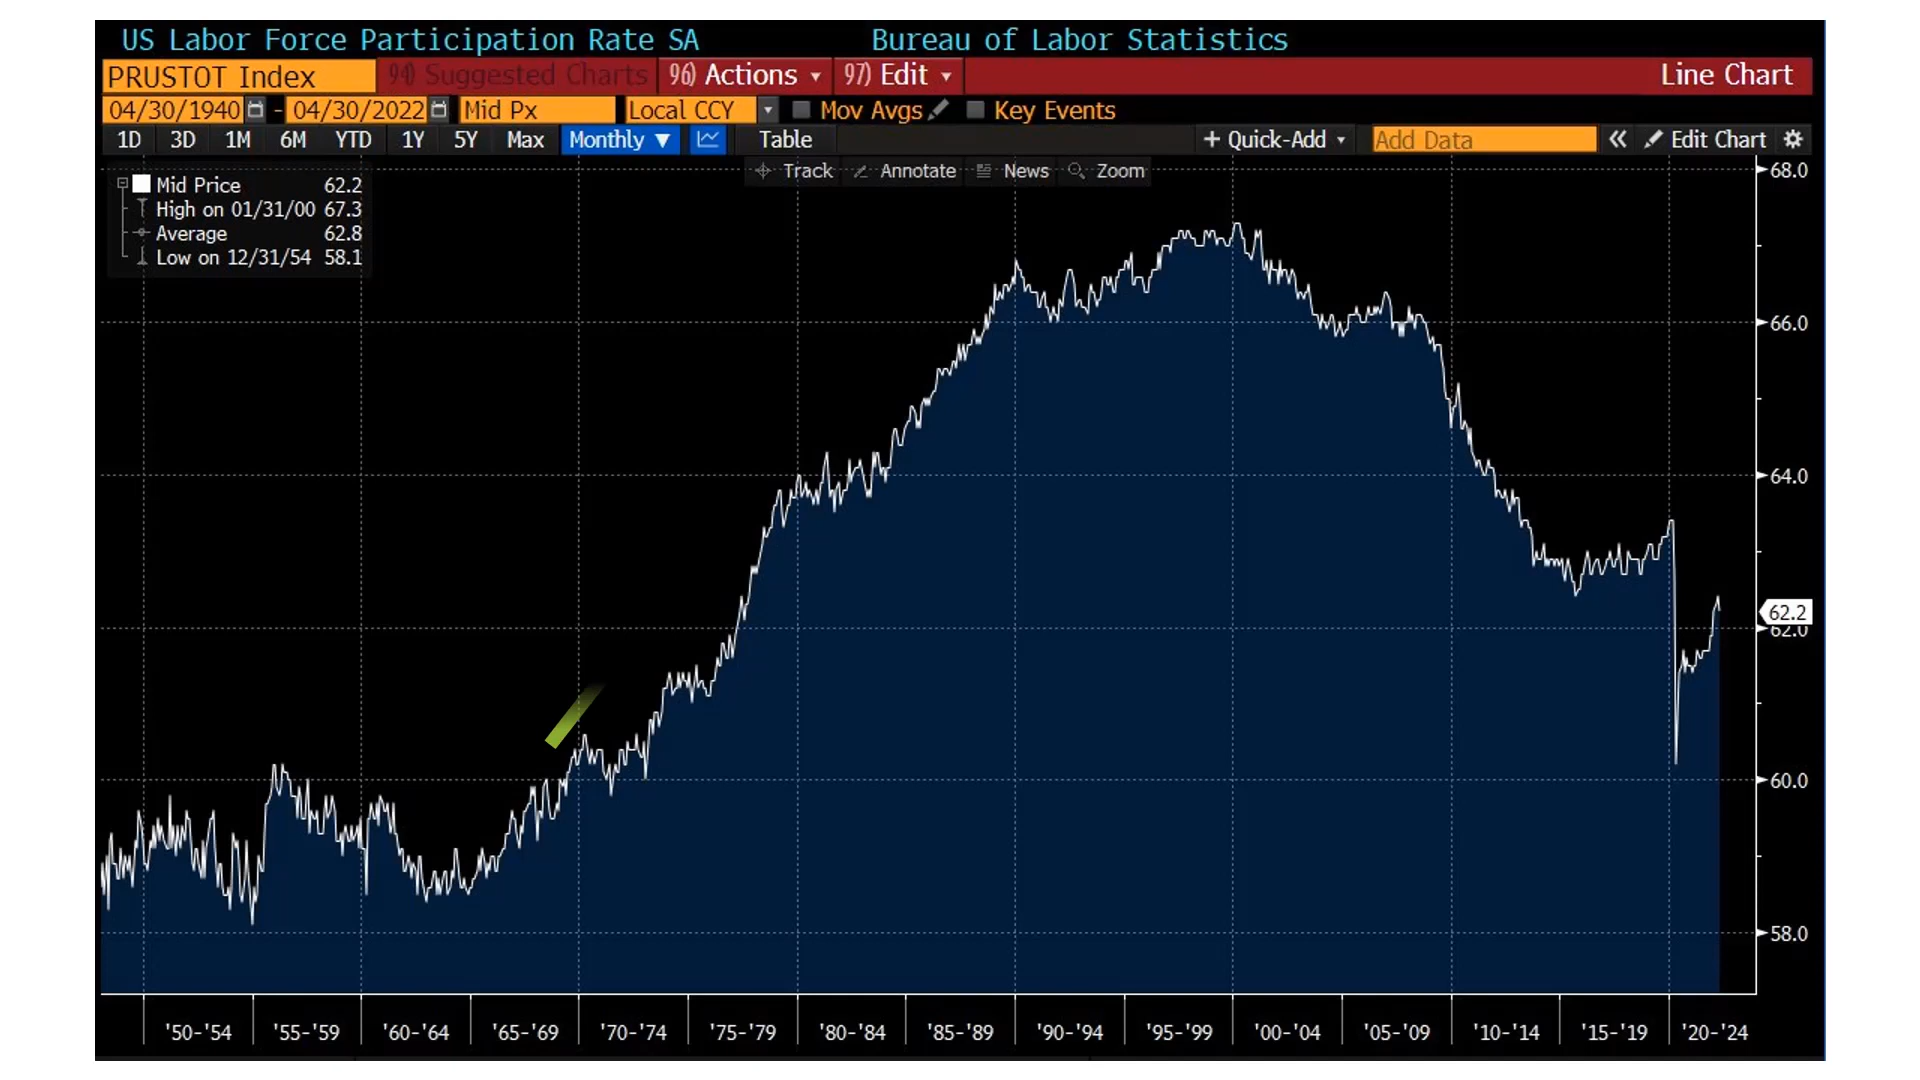 US Labor Force Participation Rate SA Bureau of Labor Statistics
PRUSTOT Index 94) Suggested Charts 96) Actions 97) Edit Line Chart
04/30/1940 - 04/30/2022 Mid Px Local CCY Mov Avgs Key Events
1D 3D 1M 6M YTD 1Y 5Y Max Monthly ▼ Table + Quick-Add Add Data « Edit Chart
Track Annotate News Zoom
Mid Price 62.2
High on 01/31/00 67.3
Average 62.8
Low on 12/31/54 58.1
68.0
66.0
64.0
62.2
62.0
60.0
58.0
'50-'54 '55-'59 '60-'64 '65-'69 '70-'74 '75-'79 '80-'84 '85-'89 '90-'94 '95-'99 '00-'04 '05-'09 '10-'14 '15-'19 '20-'24